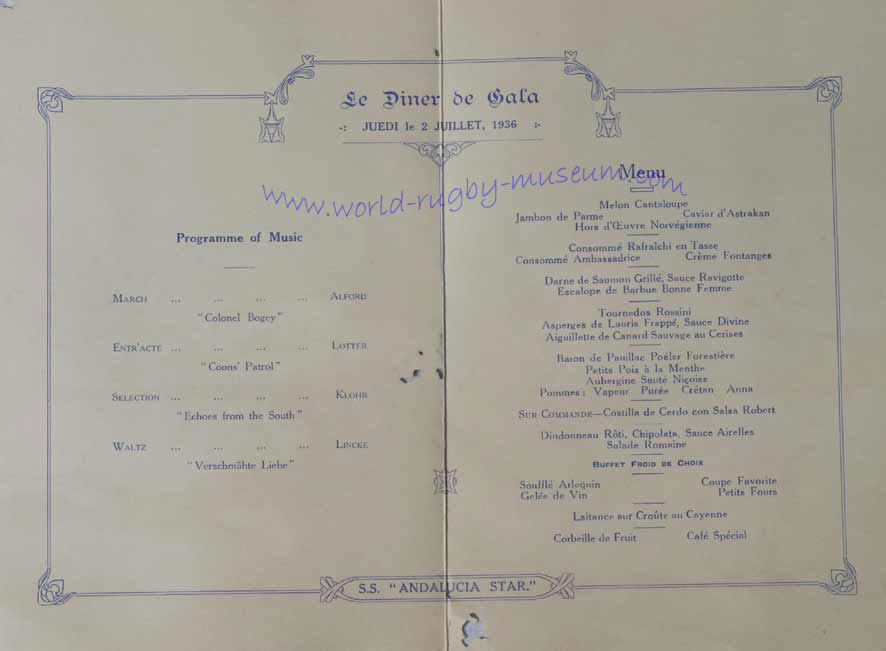 Le Diner de Gala
-: JUEDI le 2 JUILLET, 1936 :-
www.world-rugby-museum.com
Programme of Music
MARCH ... ... ... ... ALFORD
"Colonel Bogey"
ENTR'ACTE ... ... ... ... LOTTER
"Coons' Patrol"
SELECTION ... ... ... ... KLOHR
"Echoes from the South"
WALTZ ... ... ... ... LINCKE
"Verschmähte Liebe"
Menu
Melon Cantaloupe
Jambon de Parme Caviar d'Astrakan
Hors d'Œuvre Norvégienne
Consommé Rafraîchi en Tasse
Consommé Ambassadrice Crème Fontanges
Darne de Saumon Grillé, Sauce Ravigotte
Escalope de Barbue Bonne Femme
Tournedos Rossini
Asperges de Lauris Frappé, Sauce Divine
Aiguillette de Canard Sauvage au Cerises
Baron de Pauillac Poêler Forestière
Petits Pois à la Menthe
Aubergine Sauté Niçoise
Pommes: Vapeur Purée Crétan Anna
SUR COMMANDE—Costilla de Cerdo con Salsa Robert
Dindonneau Rôti, Chipolata, Sauce Airelles
Salade Romaine
BUFFET FROID DE CHOIX
Soufflé Arlequin Coupe Favorite
Gelée de Vin Petits Fours
Laitance sur Croûte au Cayenne
Corbeille de Fruit Café Spécial
S.S. "ANDALUCIA STAR."